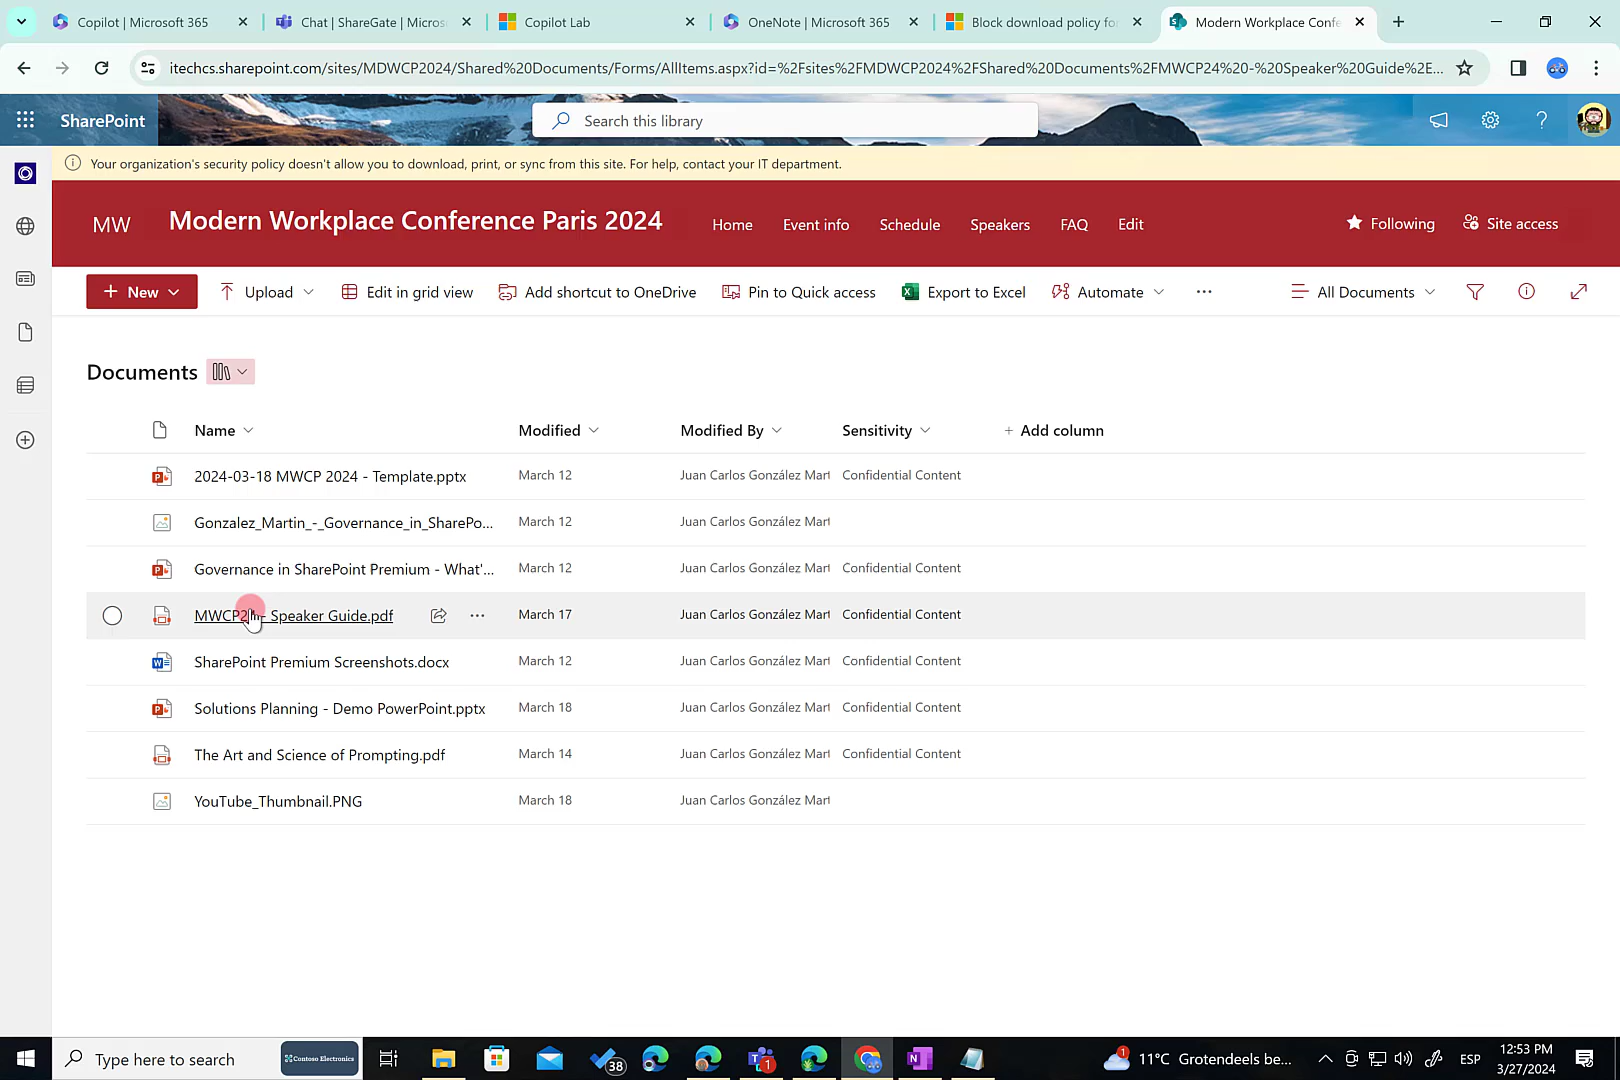 Copilot | Microsoft 365
Chat | ShareGate | Micros
Copilot Lab
OneNote | Microsoft 365
Block download policy fo
Modern Workplace Confe
itechcs.sharepoint.com/sites/MDWCP2024/Shared%20Documents/Forms/AllItems.aspx?id=%2Fsites%2FMDWCP2024%2FShared%20Documents%2FMWCP24%20-%20Speaker%20Guide%2E...
SharePoint
Search this library
Your organization's security policy doesn't allow you to download, print, or sync from this site. For help, contact your IT department.
MW
Modern Workplace Conference Paris 2024
Home
Event info
Schedule
Speakers
FAQ
Edit
Following
Site access
New
Upload
Edit in grid view
Add shortcut to OneDrive
Pin to Quick access
Export to Excel
Automate
All Documents
Documents
Name
Modified
Modified By
Sensitivity
Add column
2024-03-18 MWCP 2024 - Template.pptx
March 12
Juan Carlos González Mart
Confidential Content
Gonzalez_Martin_-_Governance_in_SharePo...
March 12
Juan Carlos González Mart
Governance in SharePoint Premium - What'...
March 12
Juan Carlos González Mart
Confidential Content
MWCP2 - Speaker Guide.pdf
March 17
Juan Carlos González Mart
Confidential Content
SharePoint Premium Screenshots.docx
March 12
Juan Carlos González Mart
Confidential Content
Solutions Planning - Demo PowerPoint.pptx
March 18
Juan Carlos González Mart
Confidential Content
The Art and Science of Prompting.pdf
March 14
Juan Carlos González Mart
Confidential Content
YouTube_Thumbnail.PNG
March 18
Juan Carlos González Mart
Type here to search
Contoso Electronics
38
1
1
11°C Grotendeels be...
ESP
12:53 PM
3/27/2024